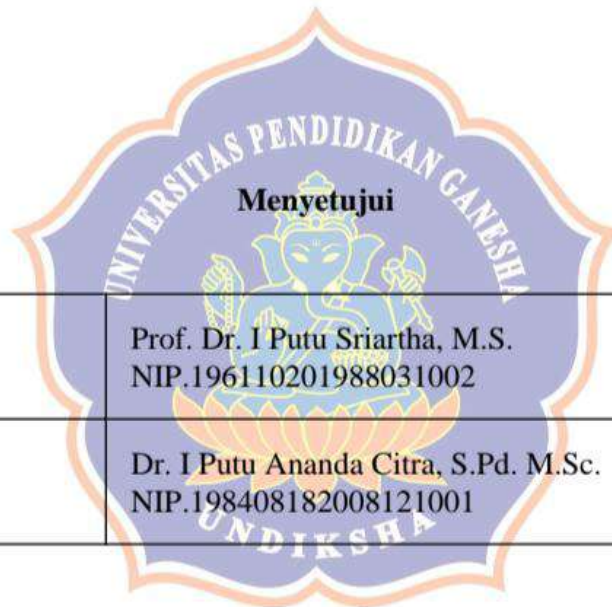 UNIVERSITAS PENDIDIKAN GANESHA
Menyetujui
Prof. Dr. I Putu Sriartha, M.S.
NIP.196110201988031002
Dr. I Putu Ananda Citra, S.Pd. M.Sc.
NIP.198408182008121001
UNDIKSHA